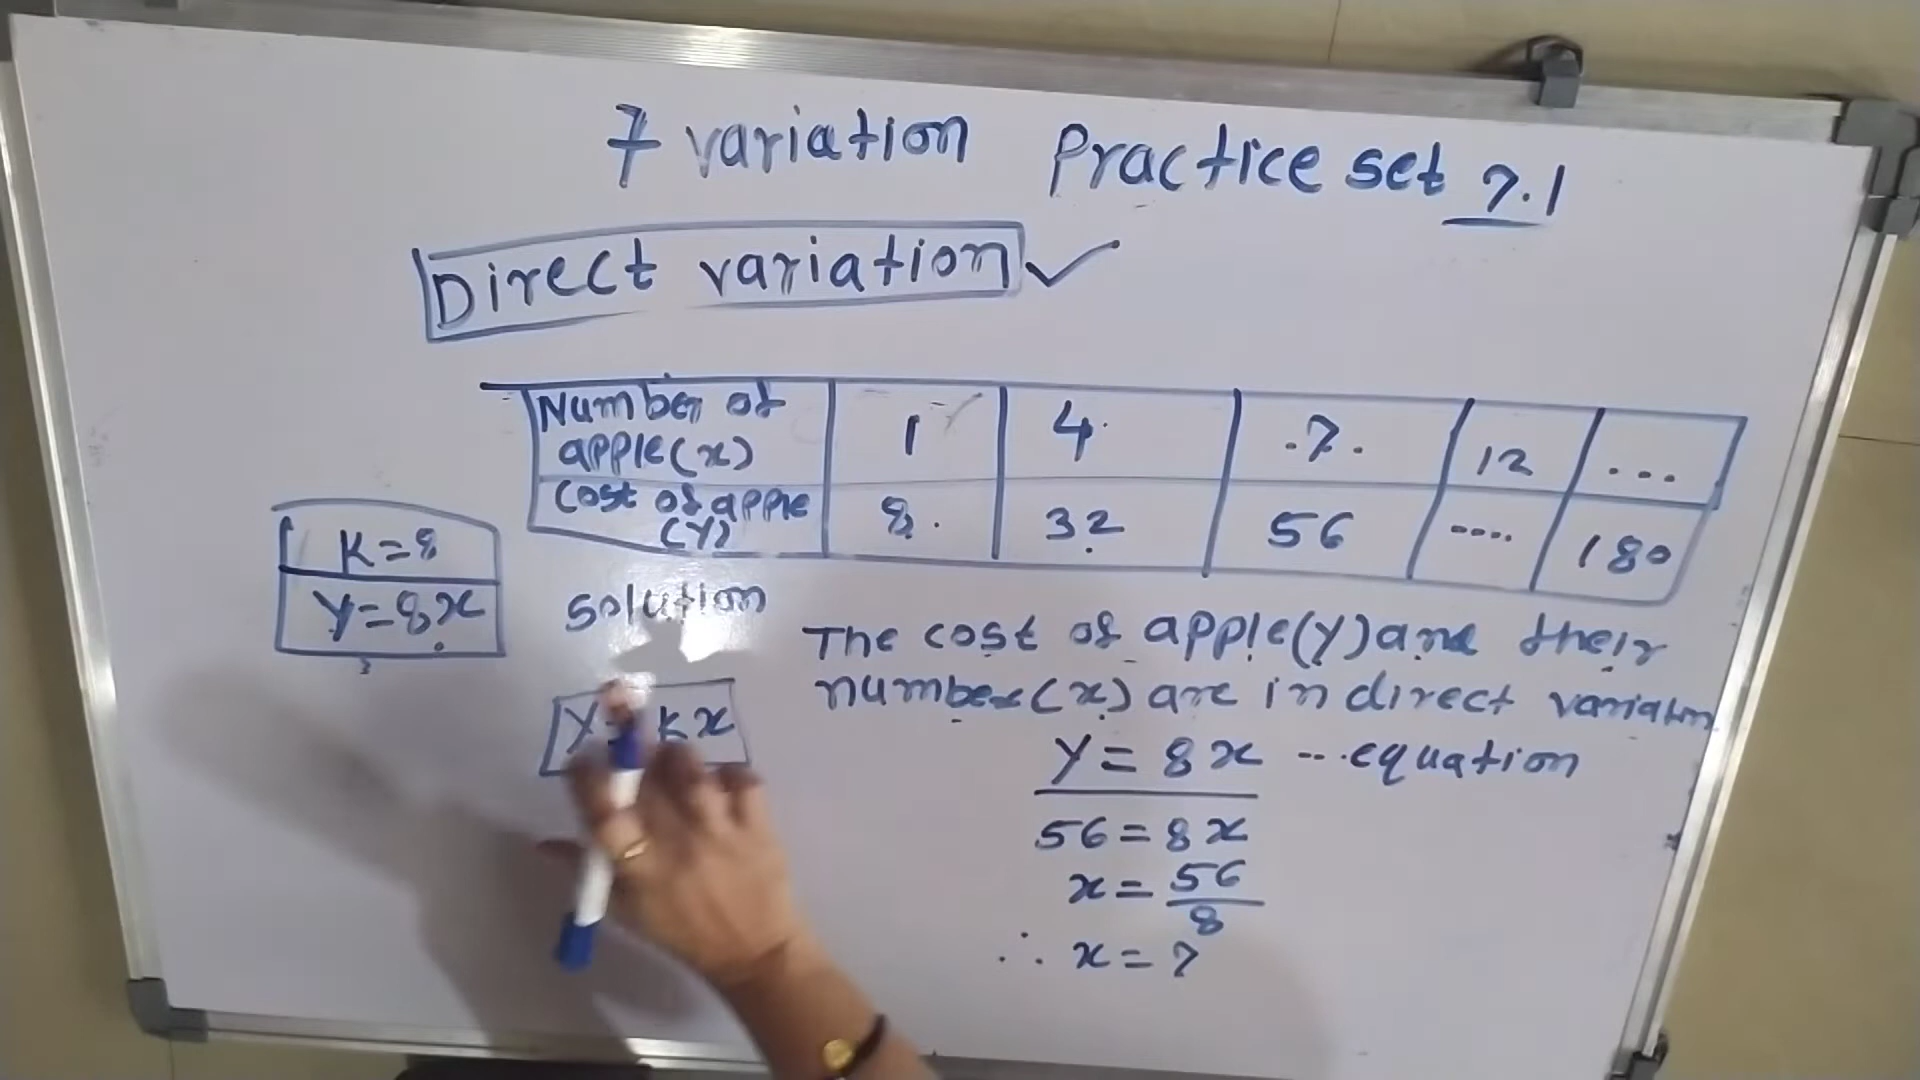 7 variation Practice set 7.1
Direct variation ✓
Number of apple(x) 1 4. .7. 12 ...
Cost of apple (Y) 8. 32 56 .... 180
K=8
Y=8x
solution
The cost of apple(Y) and their
number(x) are in direct variation
Y= kx
Y= 8x ---equation
56=8x
x=56/8
∴ x=7